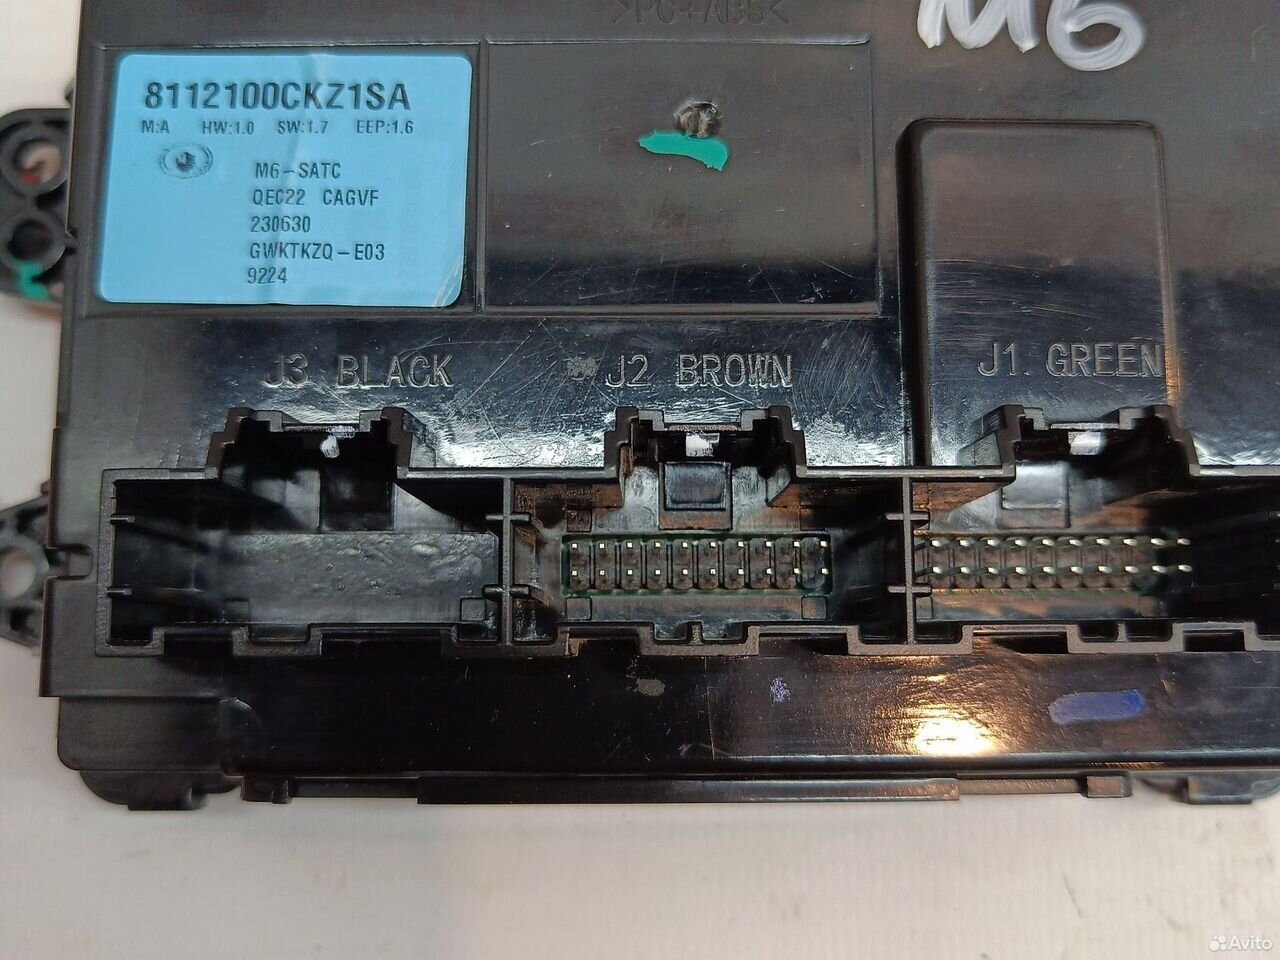 >PC+ABS<
M6
8112100CKZ1SA
M:A HW:1.0 SW:1.7 EEP:1.6
M6-SATC
QEC22 CAGVF
230630
GWKTKZQ-E03
9224
J3 BLACK
J2 BROWN
J1 GREEN
Avito